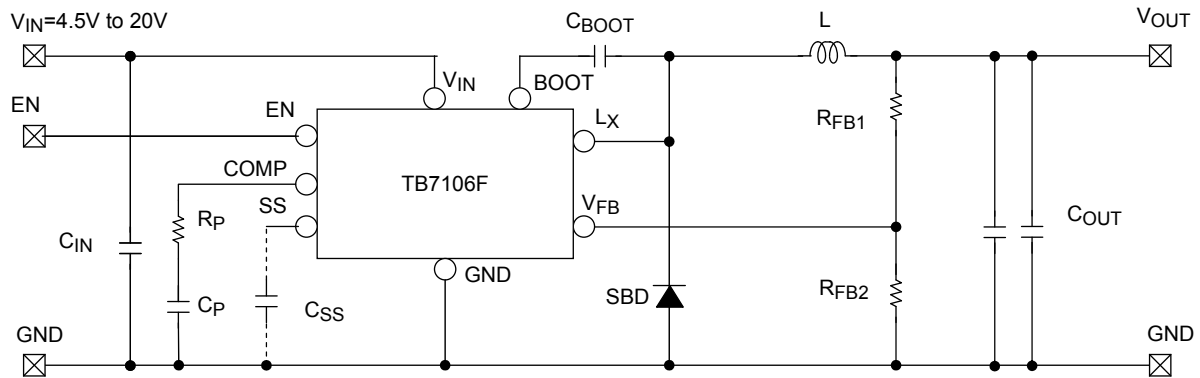 VIN=4.5V to 20V
CBOOT
L
VOUT
VIN
BOOT
EN
EN
LX
RFB1
COMP
TB7106F
SS
VFB
RP
CIN
COUT
GND
SBD
RFB2
CP
CSS
GND
GND